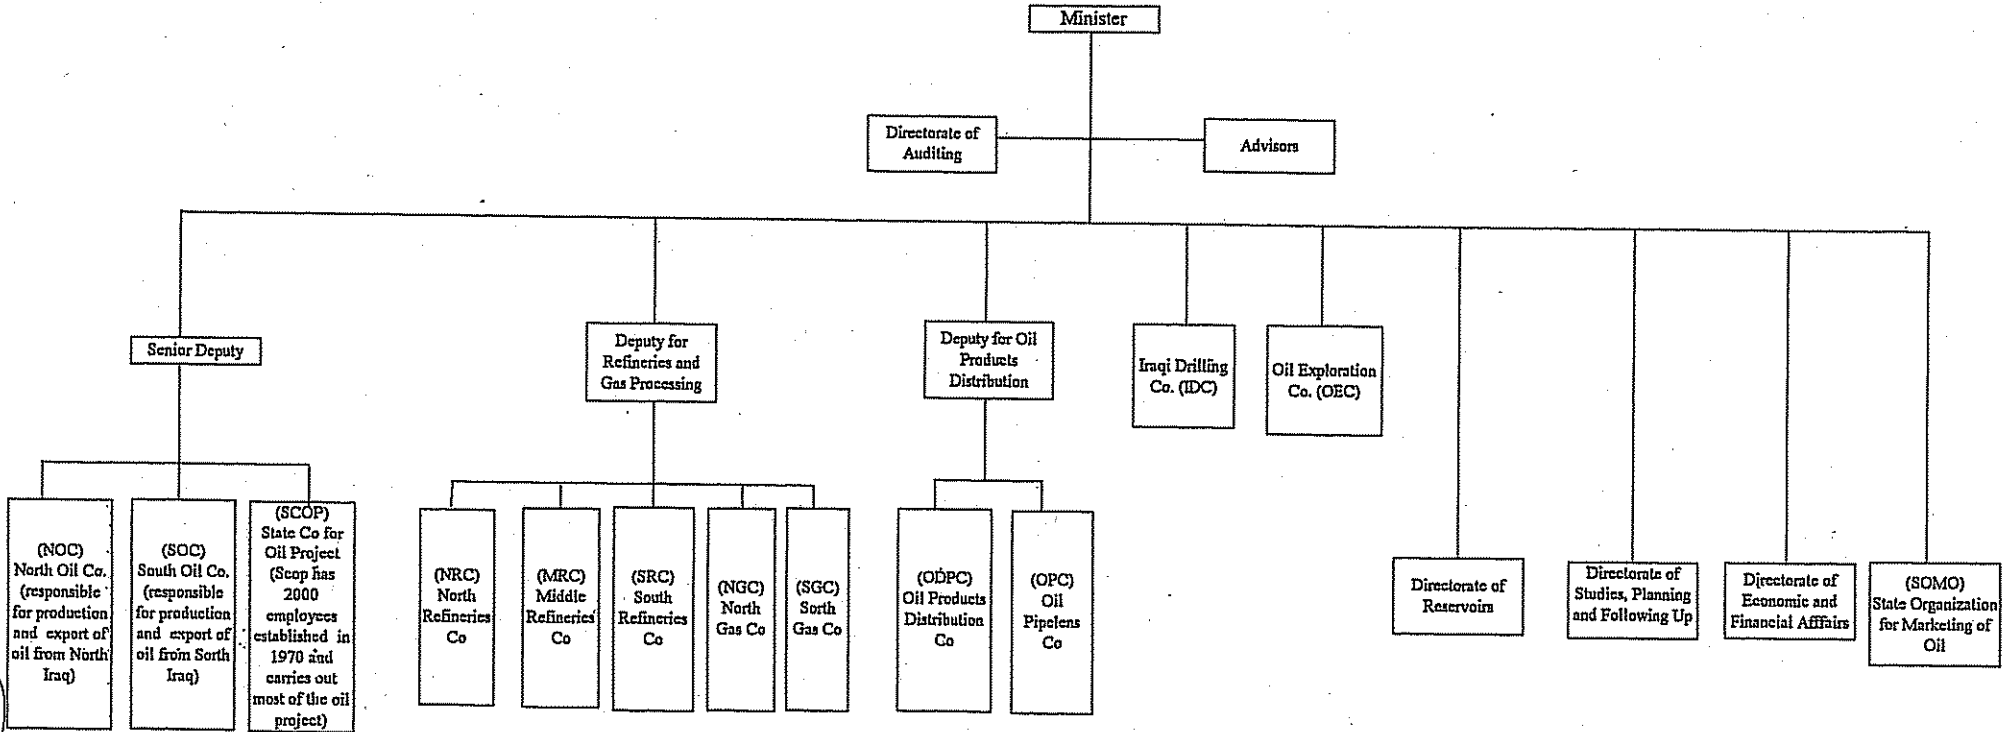 Minister
Directorate of
Auditing
Advisors
Senior Deputy
Deputy for
Refineries and
Gas Processing
Deputy for Oil
Products
Distribution
Iraqi Drilling
Co. (IDC)
Oil Exploration
Co. (OEC)
(NOC)
North Oil Co.
(responsible
for production
and export of
oil from North
Iraq)
(SOC)
South Oil Co.
(responsible
for production
and export of
oil from Sorth
Iraq)
(SCOP)
State Co for
Oil Project
(Scop has
2000
employees
established in
1970 and
carries out
most of the oil
project)
(NRC)
North
Refineries
Co
(MRC)
Middle
Refineries
Co
(SRC)
South
Refineries
Co
(NGC)
North
Gas Co
(SGC)
Sorth
Gas Co
(ODPC)
Oil Products
Distribution
Co
(OPC)
Oil
Pipelens
Co
Directorate of
Reservoirs
Directorate of
Studies, Planning
and Following Up
Directorate of
Economic and
Financial Afffairs
(SOMO)
State Organization
for Marketing of
Oil